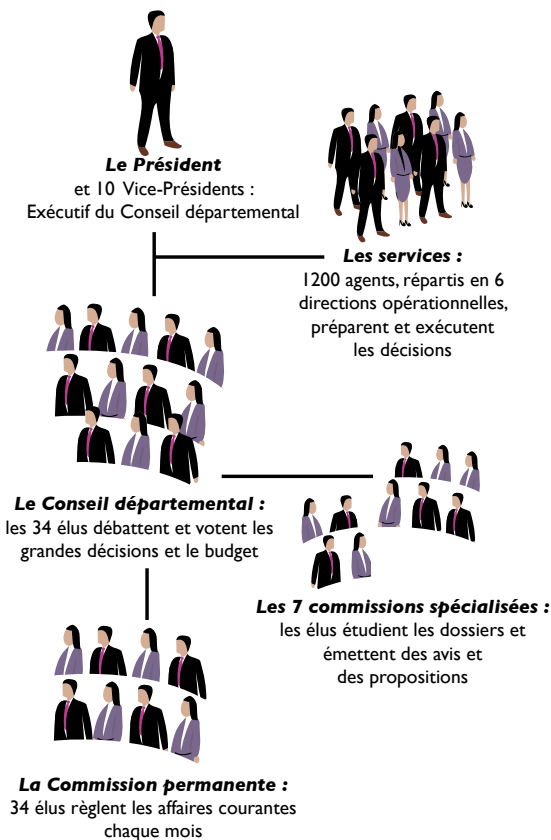 Le Président
et 10 Vice-Présidents :
Exécutif du Conseil départemental
Les services :
1200 agents, répartis en 6
directions opérationnelles,
préparent et exécutent
les décisions
Le Conseil départemental :
les 34 élus débattent et votent les
grandes décisions et le budget
Les 7 commissions spécialisées :
les élus étudient les dossiers et
émettent des avis et
des propositions
La Commission permanente :
34 élus règlent les affaires courantes
chaque mois